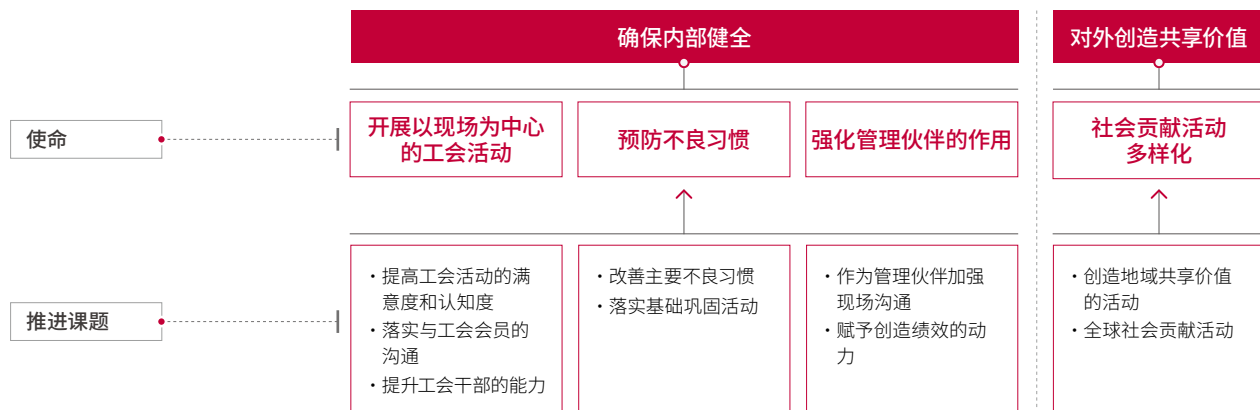 确保内部健全
对外创造共享价值
使命
开展以现场为中心
的工会活动
预防不良习惯
强化管理伙伴的作用
社会贡献活动
多样化
推进课题
・提高工会活动的满
意度和认知度
・落实与工会会员的
沟通
・提升工会干部的能力
・改善主要不良习惯
・落实基础巩固活动
・作为管理伙伴加强
现场沟通
・赋予创造绩效的动
力
・创造地域共享价值
的活动
・全球社会贡献活动